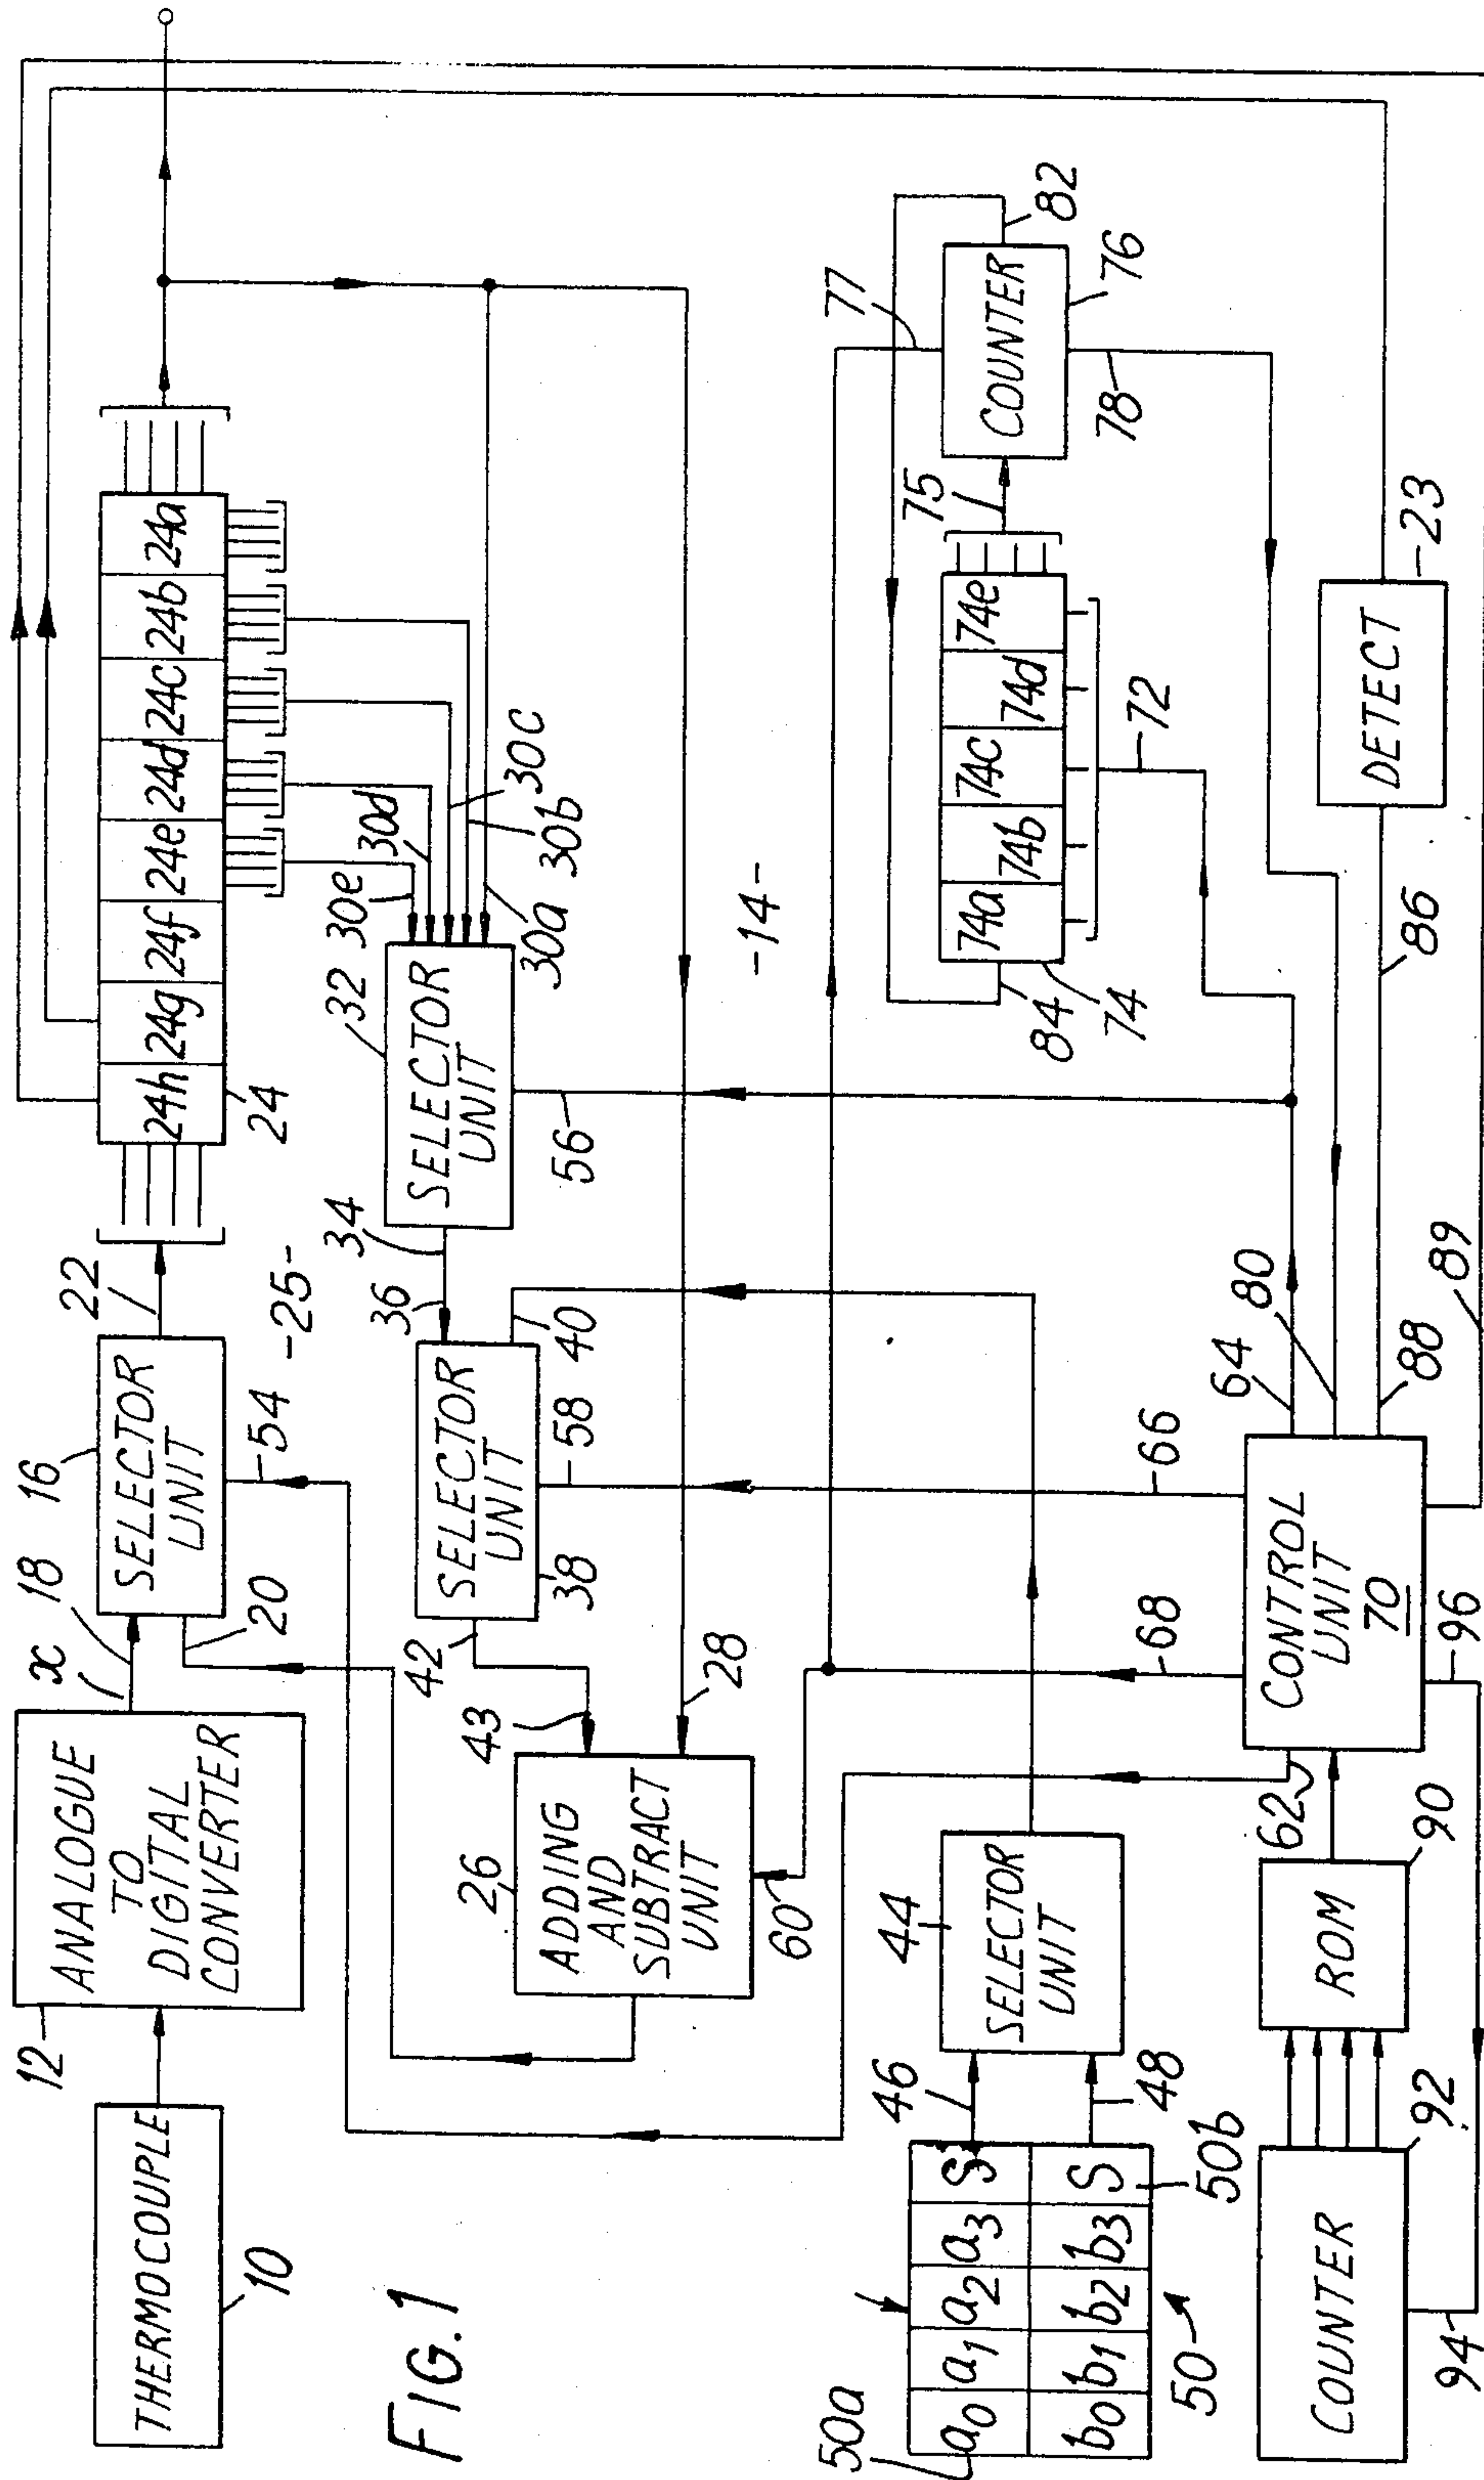 THERMOCOUPLE
10
12
ANALOGUE
TO
DIGITAL
CONVERTER
x
18
16
SELECTOR
UNIT
20
54
22
-25-
24h
24g
24f
24e
24d
24c
24b
24a
24
FIG. 1
26
ADDING
AND
SUBTRACT
UNIT
43
42
28
60
SELECTOR
UNIT
38
58
36
40
34
32
SELECTOR
UNIT
56
30e
30d
30c
30b
30a
-14-
50a
a0
a1
a2
a3
S
b0
b1
b2
b3
S
50
50b
46
48
44
SELECTOR
UNIT
74a
74b
74c
74d
74e
84
74
72
75
77
COUNTER
82
76
78
COUNTER
92
94
ROM
90
62
CONTROL
UNIT
70
96
68
66
64
80
88
89
86
DETECT
23